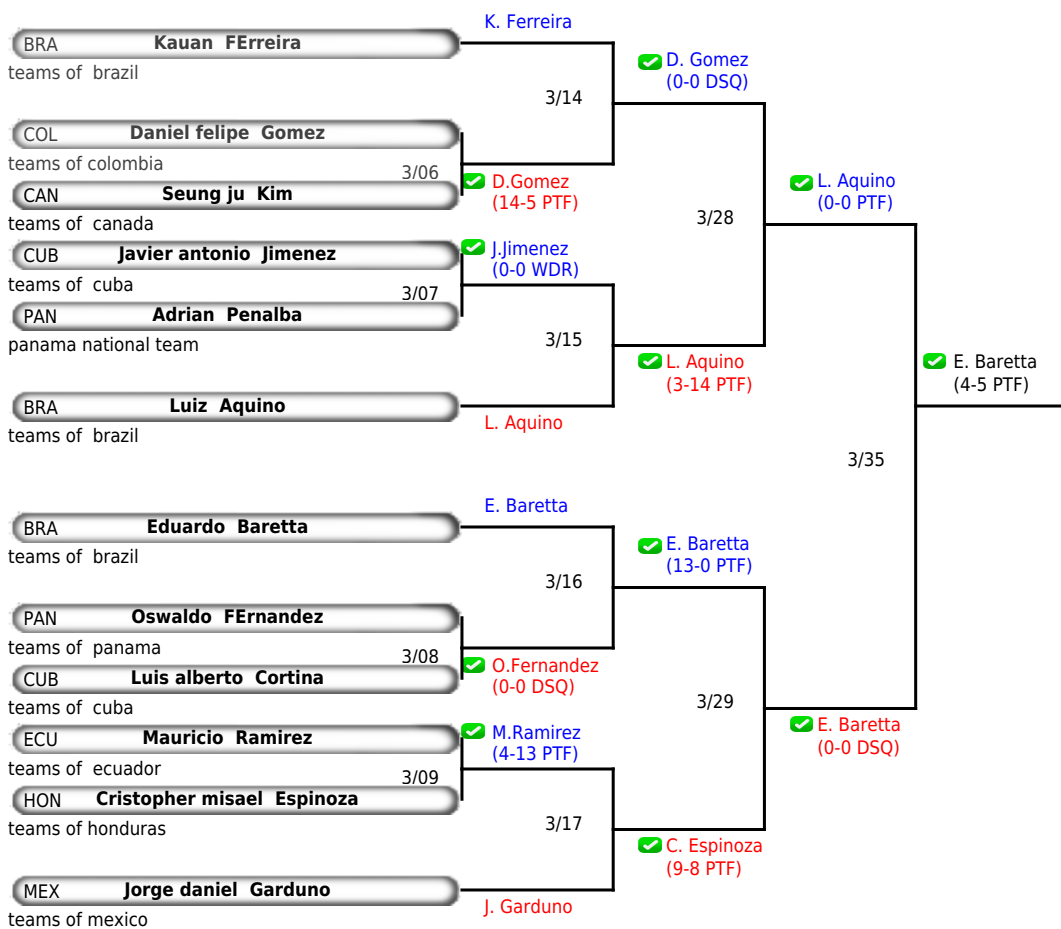 K. Ferreira
BRA Kauan FErreira
teams of brazil
D. Gomez
(0-0 DSQ)
3/14
COL Daniel felipe Gomez
teams of colombia
3/06
D.Gomez
(14-5 PTF)
CAN Seung ju Kim
teams of canada
L. Aquino
(0-0 PTF)
3/28
CUB Javier antonio Jimenez
teams of cuba
J.Jimenez
(0-0 WDR)
3/07
PAN Adrian Penalba
panama national team
3/15
L. Aquino
(3-14 PTF)
E. Baretta
(4-5 PTF)
BRA Luiz Aquino
teams of brazil
L. Aquino
3/35
E. Baretta
BRA Eduardo Baretta
teams of brazil
E. Baretta
(13-0 PTF)
3/16
PAN Oswaldo FErnandez
teams of panama
3/08
O.Fernandez
(0-0 DSQ)
CUB Luis alberto Cortina
teams of cuba
3/29
E. Baretta
(0-0 DSQ)
ECU Mauricio Ramirez
teams of ecuador
M.Ramirez
(4-13 PTF)
3/09
HON Cristopher misael Espinoza
teams of honduras
3/17
C. Espinoza
(9-8 PTF)
MEX Jorge daniel Garduno
teams of mexico
J. Garduno